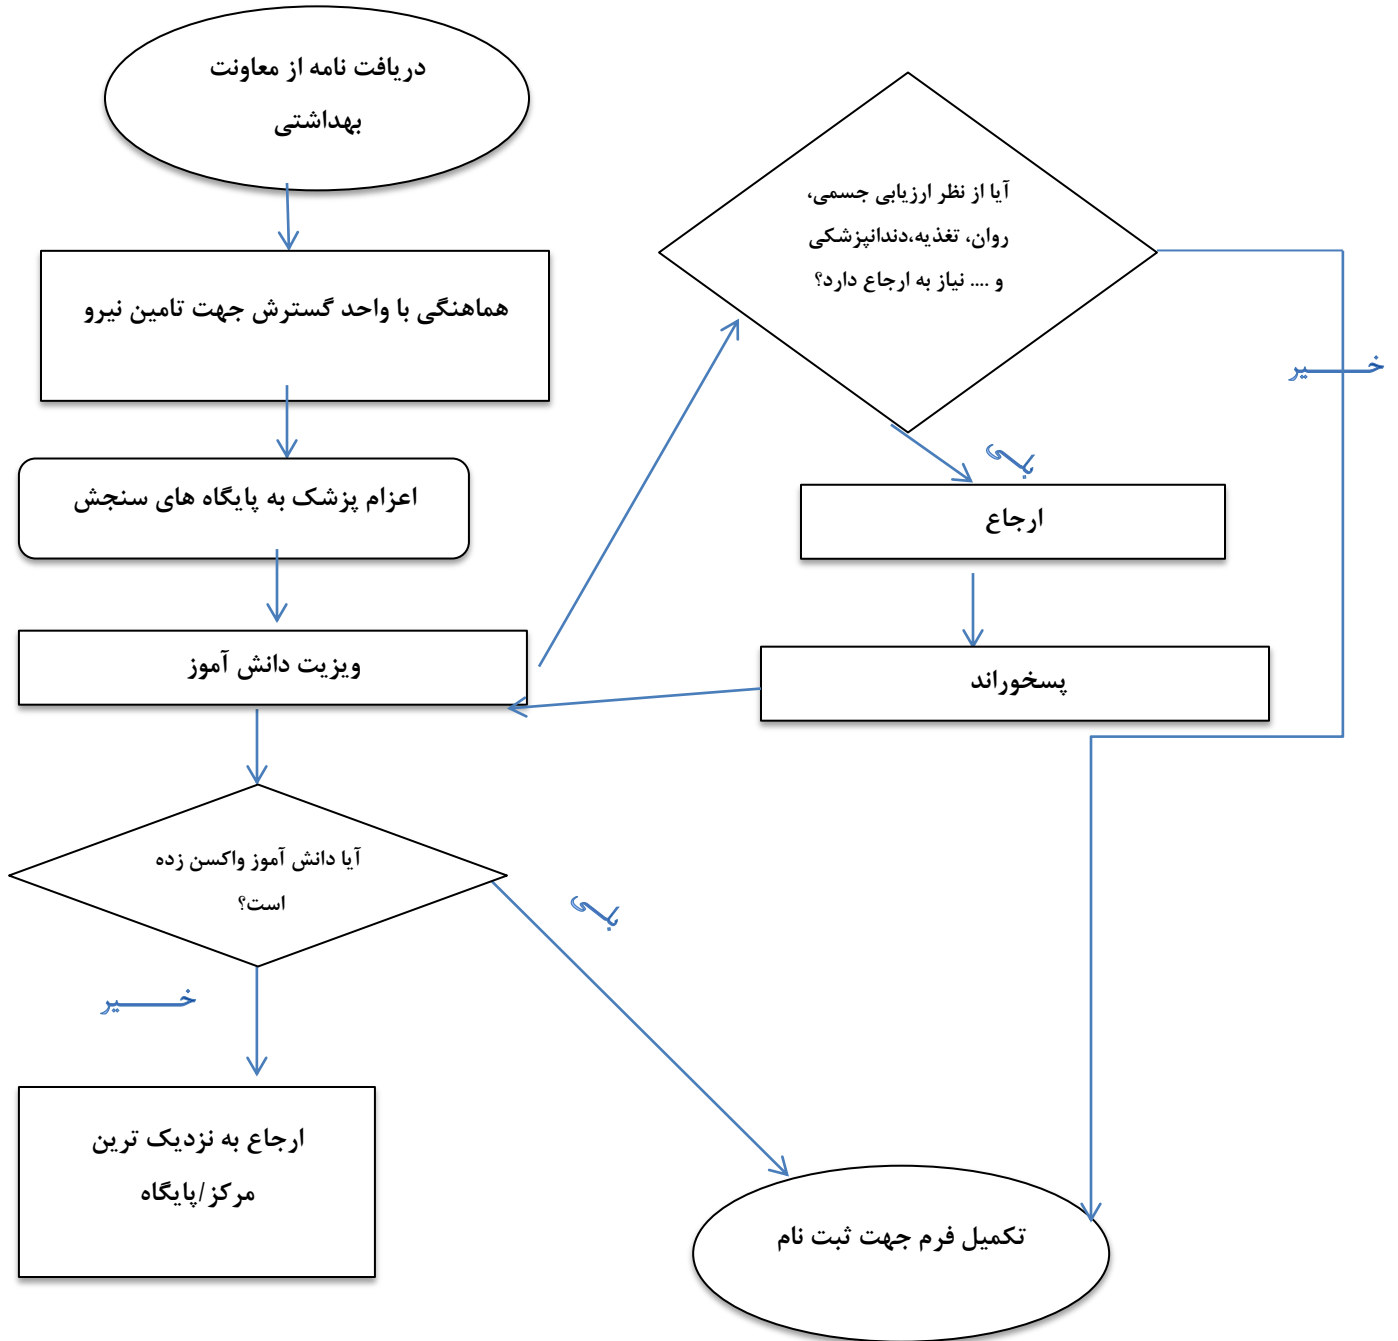 دریافت نامه از معاونت
بهداشتی
هماهنگی با واحد گسترش جهت تامین نیرو
اعزام پزشک به پایگاه های سنجش
ویزیت دانش آموز
آیا دانش آموز واکسن زده
است؟
خیر
بلی
ارجاع به نزدیک ترین
مرکز/پایگاه
آیا از نظر ارزیابی جسمی،
روان، تغذیه،دندانپزشکی
و .... نیاز به ارجاع دارد؟
خیر
بلی
ارجاع
پسخوراند
تکمیل فرم جهت ثبت نام